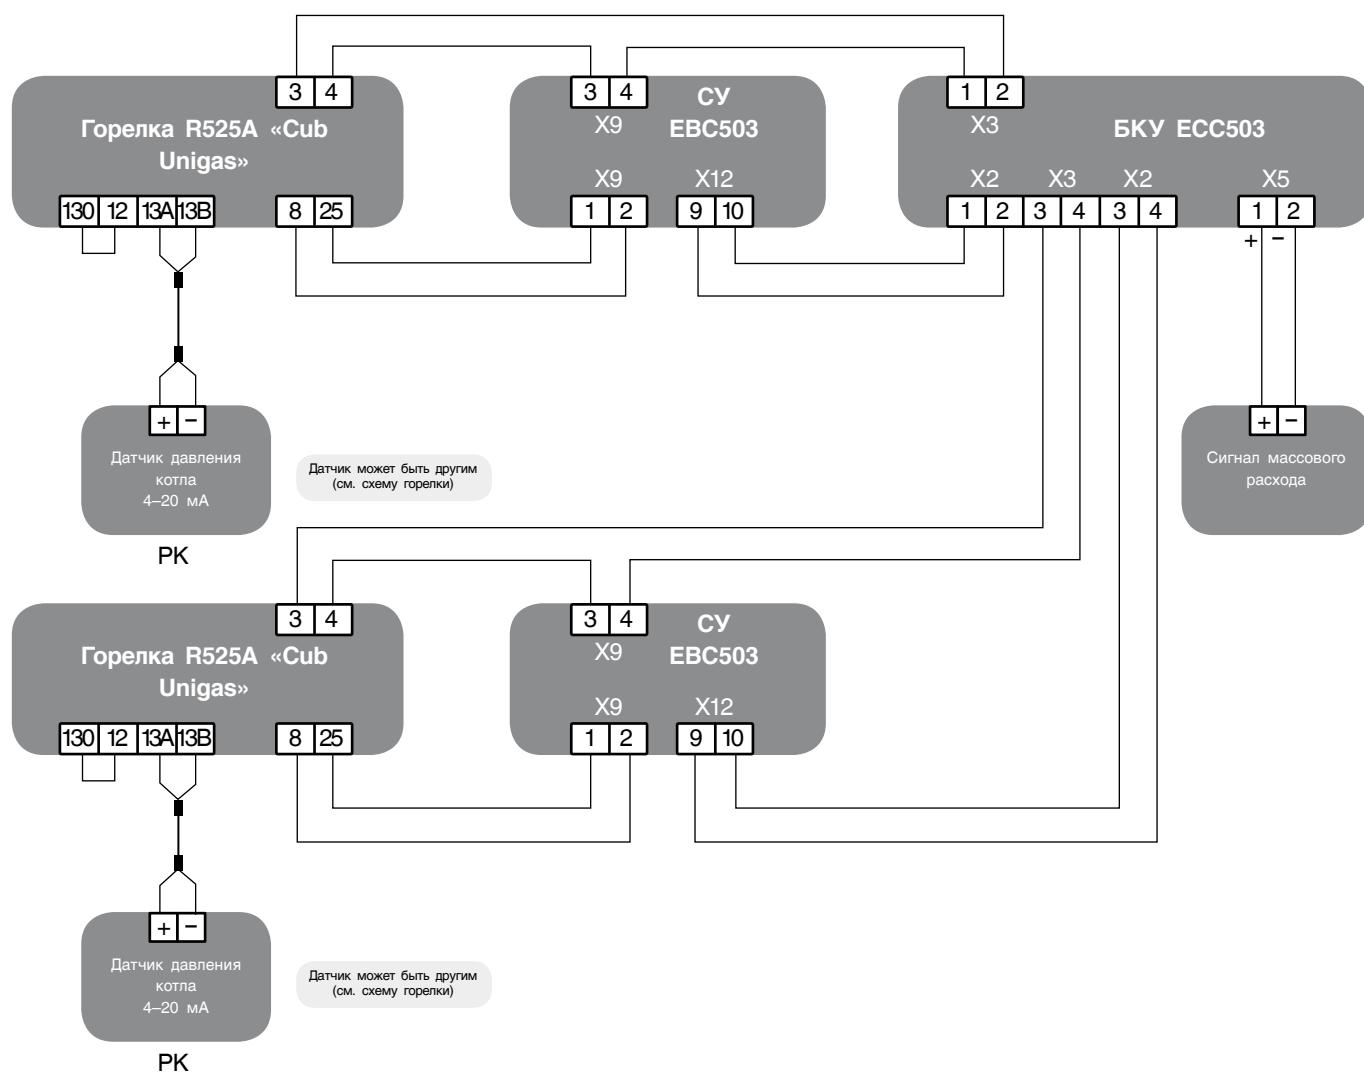 3 4
3 4
1 2
Горелка R525A «Cub
Unigas»
X9
СУ
EBC503
X3
БКУ ECC503
X9 X12
X2 X3 X2
X5
130 12 13A 13B
8 25
1 2
9 10
1 2 3 4 3 4
1 2
+ −
+ −
Датчик давления
котла
4–20 мА
РК
Датчик может быть другим
(см. схему горелки)
+ −
Сигнал массового
расхода
3 4
3 4
Горелка R525A «Cub
Unigas»
X9
СУ
EBC503
X9 X12
130 12 13A 13B
8 25
1 2
9 10
+ −
Датчик давления
котла
4–20 мА
РК
Датчик может быть другим
(см. схему горелки)